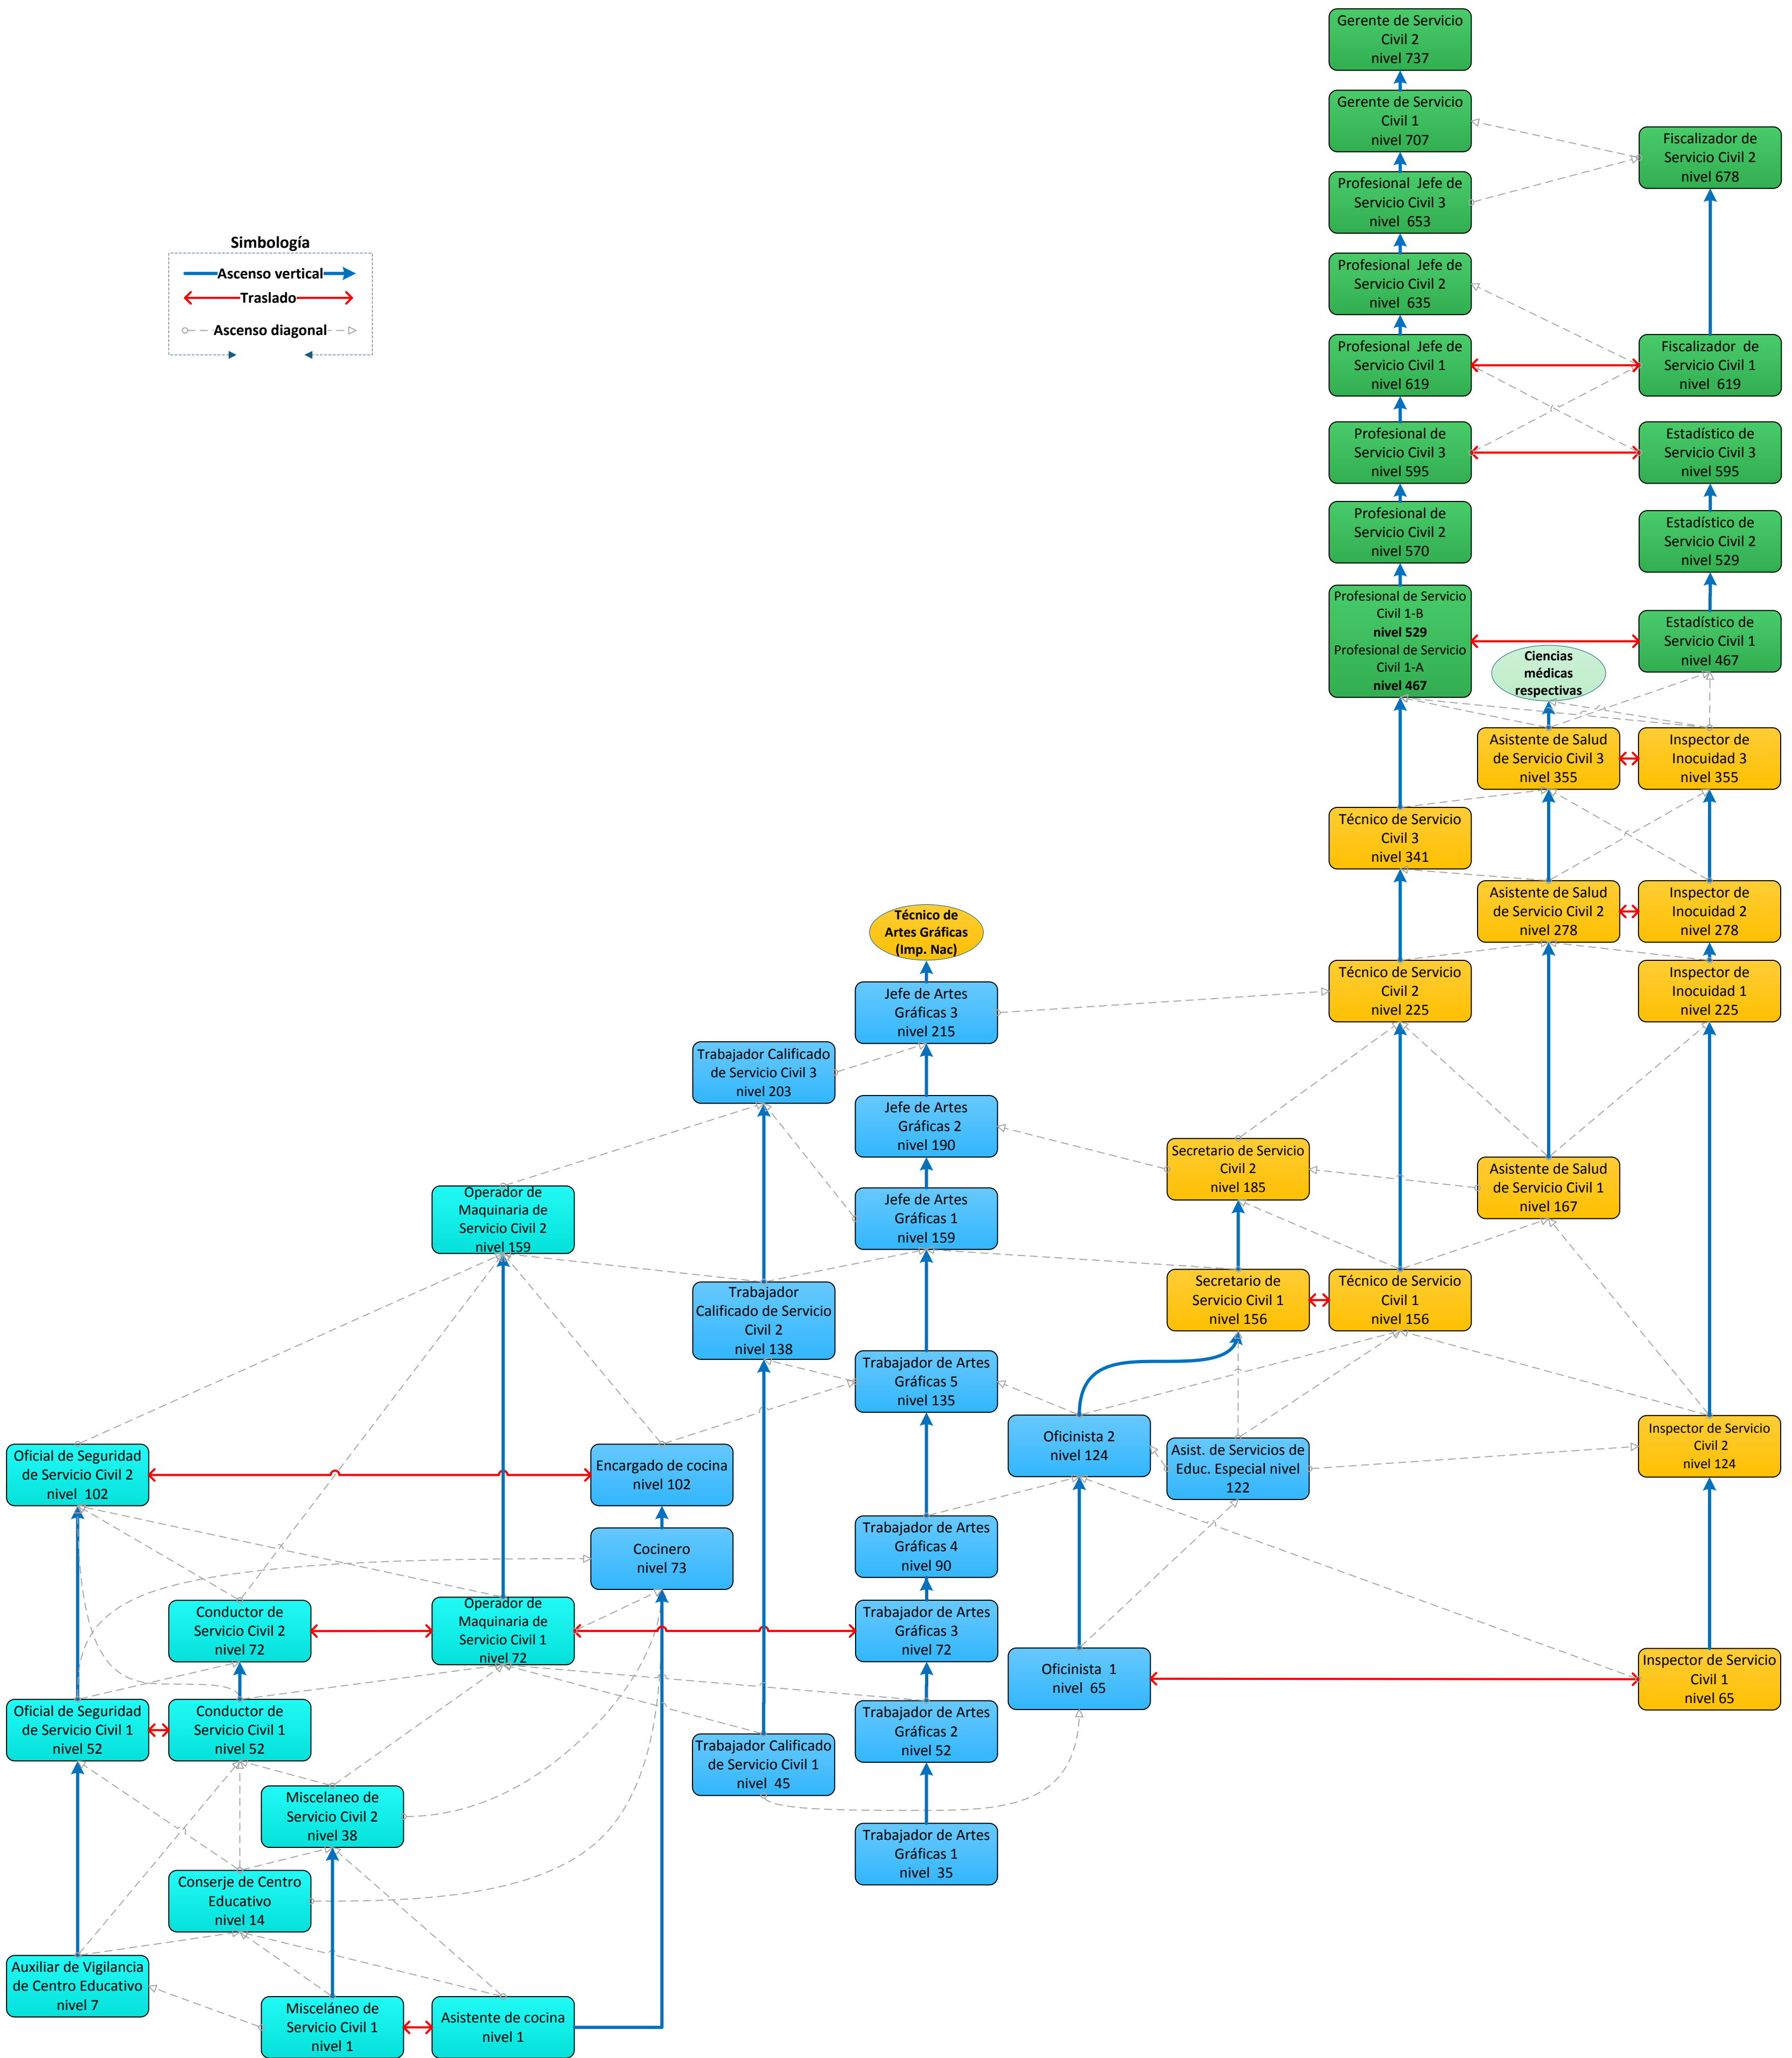 Gerente de Servicio
Civil 2
nivel 737
Gerente de Servicio
Civil 1
nivel 707
Fiscalizador de
Servicio Civil 2
nivel 678
Profesional Jefe de
Servicio Civil 3
nivel 653
Simbología
Ascenso vertical
Traslado
Ascenso diagonal
Profesional Jefe de
Servicio Civil 2
nivel 635
Profesional Jefe de
Servicio Civil 1
nivel 619
Fiscalizador de
Servicio Civil 1
nivel 619
Profesional de
Servicio Civil 3
nivel 595
Estadístico de
Servicio Civil 3
nivel 595
Profesional de
Servicio Civil 2
nivel 570
Estadístico de
Servicio Civil 2
nivel 529
Profesional de Servicio
Civil 1-B
nivel 529
Profesional de Servicio
Civil 1-A
nivel 467
Estadístico de
Servicio Civil 1
nivel 467
Ciencias
médicas
respectivas
Asistente de Salud
de Servicio Civil 3
nivel 355
Inspector de
Inocuidad 3
nivel 355
Técnico de Servicio
Civil 3
nivel 341
Asistente de Salud
de Servicio Civil 2
nivel 278
Inspector de
Inocuidad 2
nivel 278
Técnico de
Artes Gráficas
(Imp. Nac)
Técnico de Servicio
Civil 2
nivel 225
Inspector de
Inocuidad 1
nivel 225
Jefe de Artes
Gráficas 3
nivel 215
Trabajador Calificado
de Servicio Civil 3
nivel 203
Jefe de Artes
Gráficas 2
nivel 190
Secretario de Servicio
Civil 2
nivel 185
Asistente de Salud
de Servicio Civil 1
nivel 167
Operador de
Maquinaria de
Servicio Civil 2
nivel 159
Jefe de Artes
Gráficas 1
nivel 159
Trabajador
Calificado de Servicio
Civil 2
nivel 138
Secretario de
Servicio Civil 1
nivel 156
Técnico de Servicio
Civil 1
nivel 156
Trabajador de Artes
Gráficas 5
nivel 135
Oficinista 2
nivel 124
Asist. de Servicios de
Educ. Especial nivel
122
Inspector de Servicio
Civil 2
nivel 124
Oficial de Seguridad
de Servicio Civil 2
nivel 102
Encargado de cocina
nivel 102
Trabajador de Artes
Gráficas 4
nivel 90
Cocinero
nivel 73
Conductor de
Servicio Civil 2
nivel 72
Operador de
Maquinaria de
Servicio Civil 1
nivel 72
Trabajador de Artes
Gráficas 3
nivel 72
Oficinista 1
nivel 65
Inspector de Servicio
Civil 1
nivel 65
Oficial de Seguridad
de Servicio Civil 1
nivel 52
Conductor de
Servicio Civil 1
nivel 52
Trabajador de Artes
Gráficas 2
nivel 52
Trabajador Calificado
de Servicio Civil 1
nivel 45
Miscelaneo de
Servicio Civil 2
nivel 38
Trabajador de Artes
Gráficas 1
nivel 35
Conserje de Centro
Educativo
nivel 14
Auxiliar de Vigilancia
de Centro Educativo
nivel 7
Misceláneo de
Servicio Civil 1
nivel 1
Asistente de cocina
nivel 1